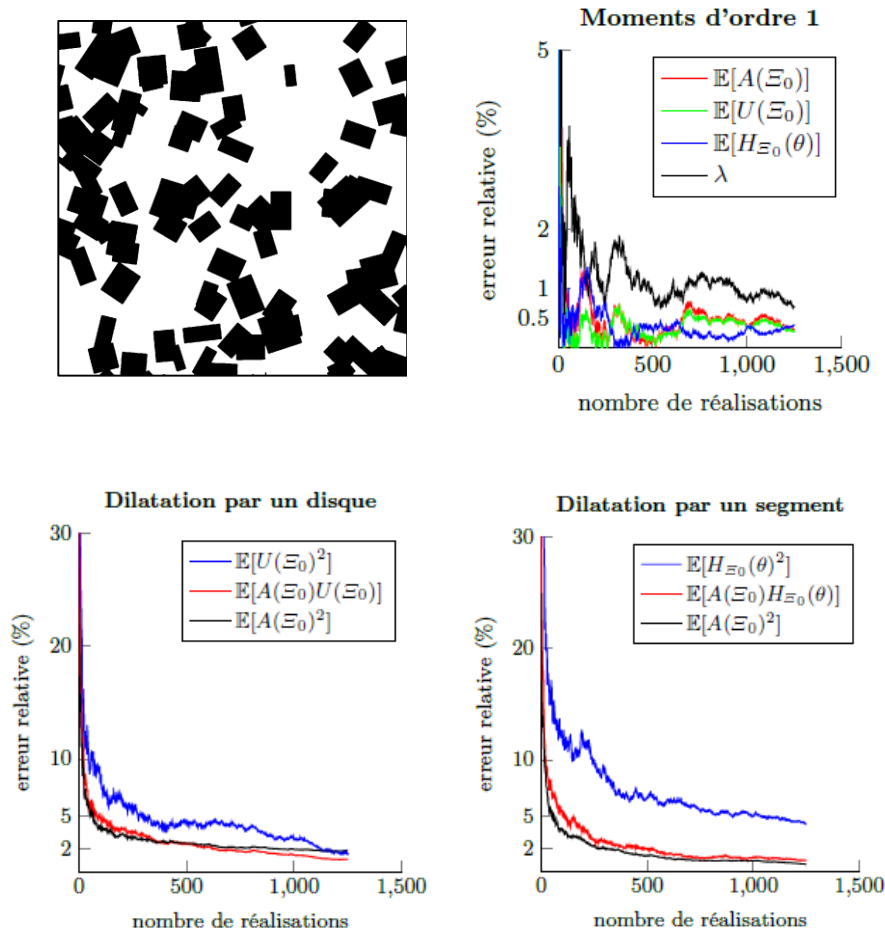 Moments d'ordre 1
5
2
1
0.5
erreur relative (%)
𝔼[A(Ξ₀)]
𝔼[U(Ξ₀)]
𝔼[H_Ξ₀(θ)]
λ
0
500
1,000
1,500
nombre de réalisations
Dilatation par un disque
30
20
10
5
2
erreur relative (%)
𝔼[U(Ξ₀)²]
𝔼[A(Ξ₀)U(Ξ₀)]
𝔼[A(Ξ₀)²]
0
500
1,000
1,500
nombre de réalisations
Dilatation par un segment
30
20
10
5
2
erreur relative (%)
𝔼[H_Ξ₀(θ)²]
𝔼[A(Ξ₀)H_Ξ₀(θ)]
𝔼[A(Ξ₀)²]
0
500
1,000
1,500
nombre de réalisations